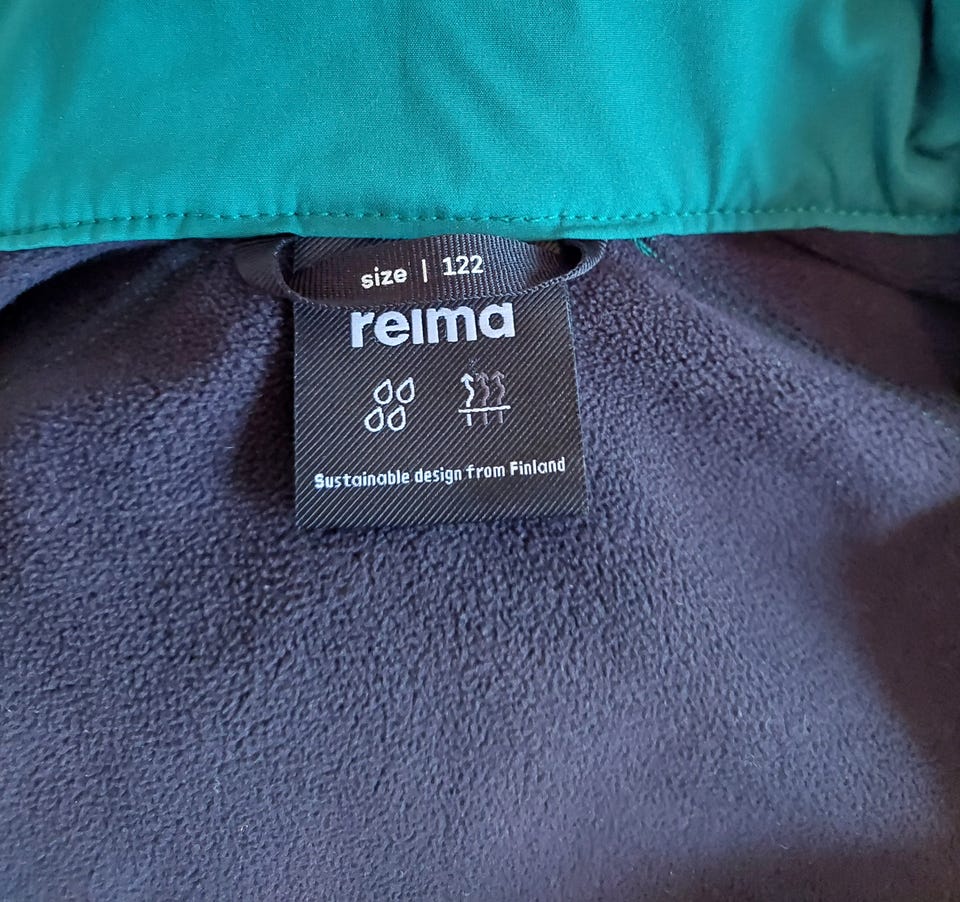 size | 122
reima
Sustainable design from Finland